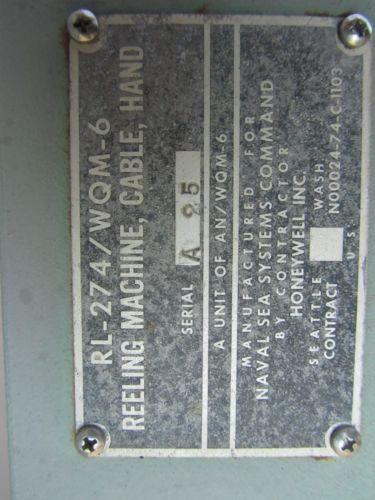 RL-274/WQM-6
REELING MACHINE, CABLE, HAND
SERIAL A 25
A UNIT OF AN/WQM-6
MANUFACTURED FOR
NAVAL SEA SYSTEMS COMMAND
BY CONTRACTOR
HONEYWELL INC.
SEATTLE WASH
CONTRACT N00024-74-C-1103
U S